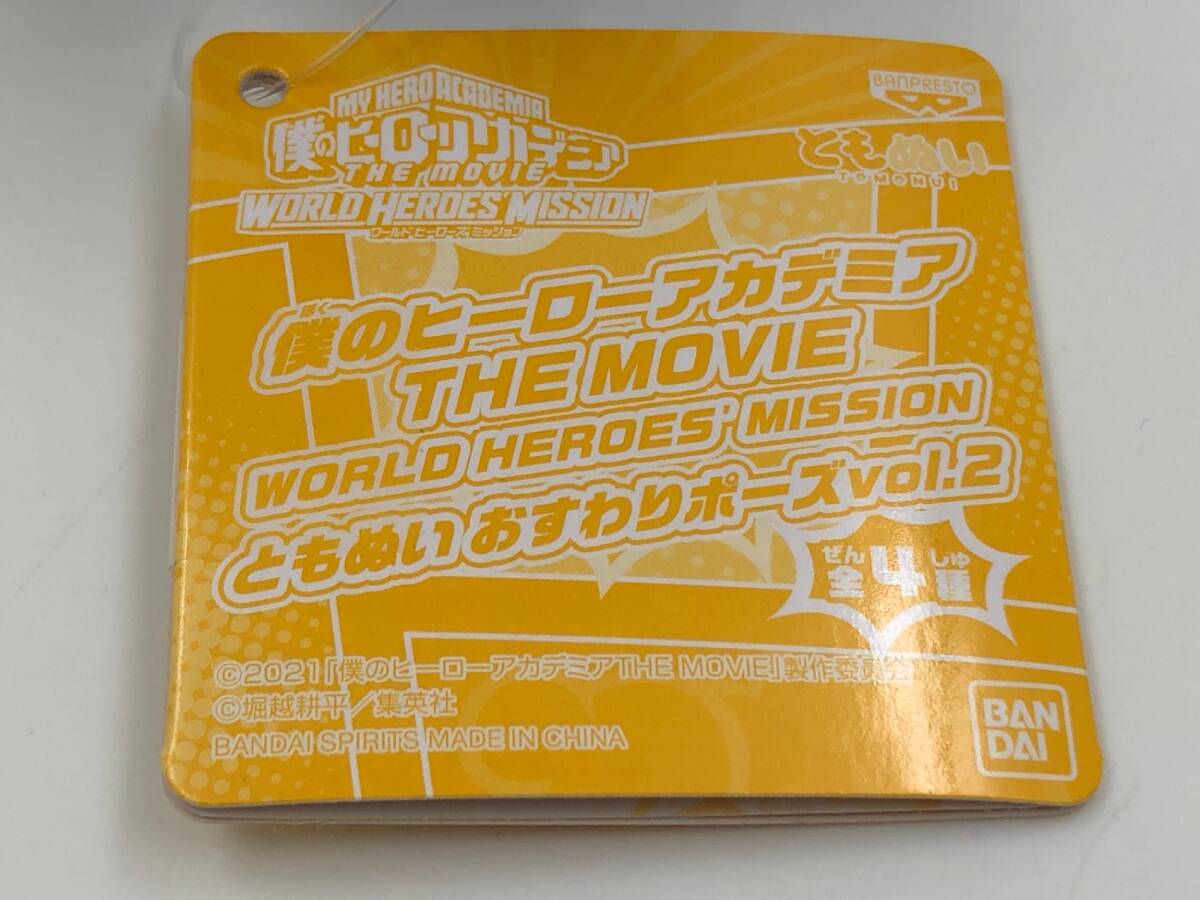 MY HERO ACADEMIA
僕のヒーローアカデミア
THE MOVIE
WORLD HEROES' MISSION
ワールド ヒーローズ ミッション
BANPRESTO
ともぬい
TOMONUI
ぼく
僕のヒーローアカデミア
THE MOVIE
WORLD HEROES' MISSION
ともぬい おすわりポーズvol.2
ぜん しゅ
全4種
©2021「僕のヒーローアカデミアTHE MOVIE」製作委員会
©堀越耕平／集英社
BANDAI SPIRITS MADE IN CHINA
BAN
DAI